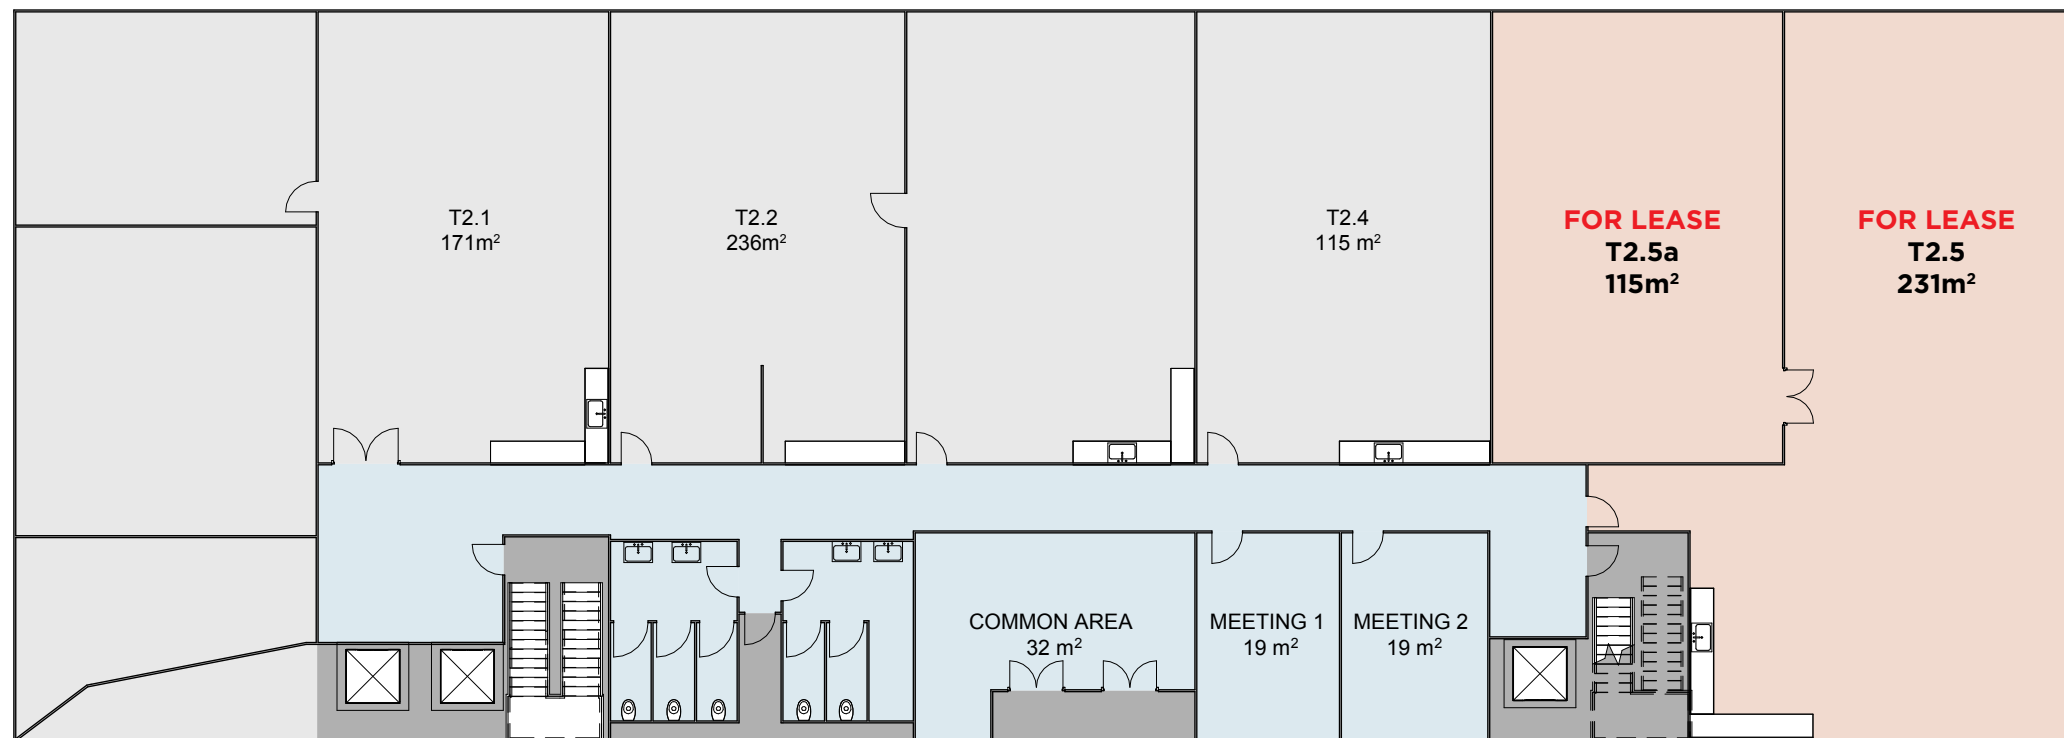 T2.1
171m²
T2.2
236m²
T2.4
115 m²
FOR LEASE
T2.5a
115m²
FOR LEASE
T2.5
231m²
COMMON AREA
32 m²
MEETING 1
19 m²
MEETING 2
19 m²